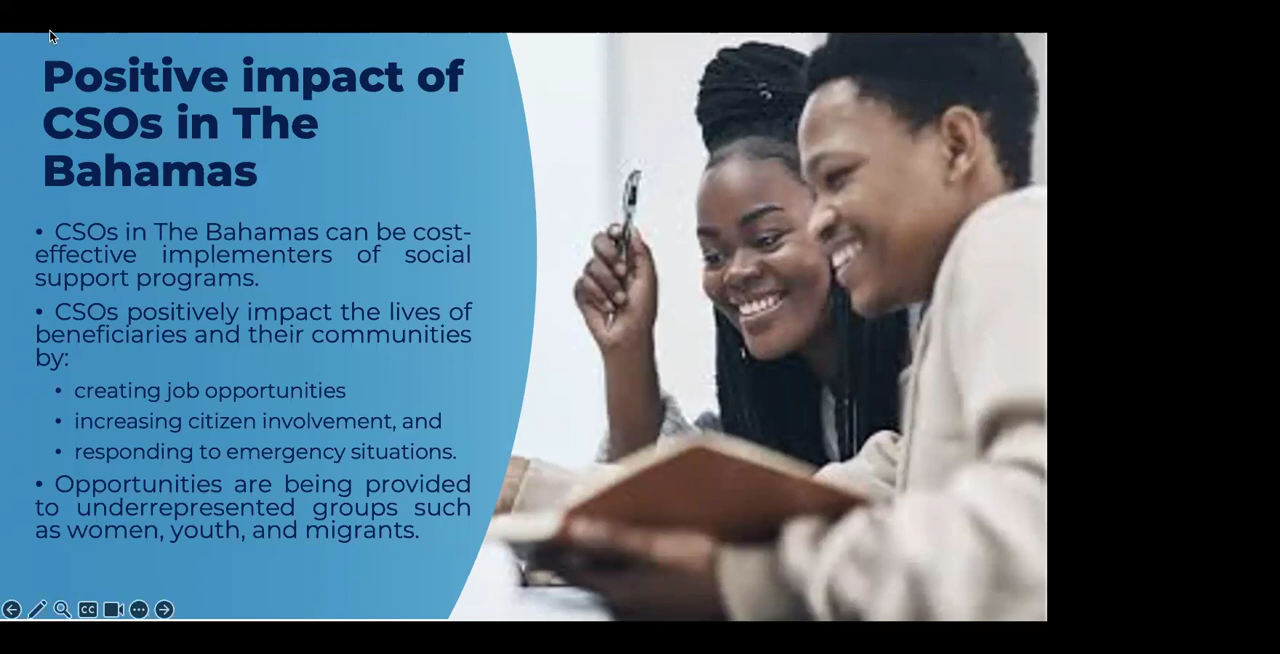 Positive impact of
CSOs in The
Bahamas
• CSOs in The Bahamas can be cost-
effective implementers of social
support programs.
• CSOs positively impact the lives of
beneficiaries and their communities
by:
• creating job opportunities
• increasing citizen involvement, and
• responding to emergency situations.
• Opportunities are being provided
to underrepresented groups such
as women, youth, and migrants.
CC